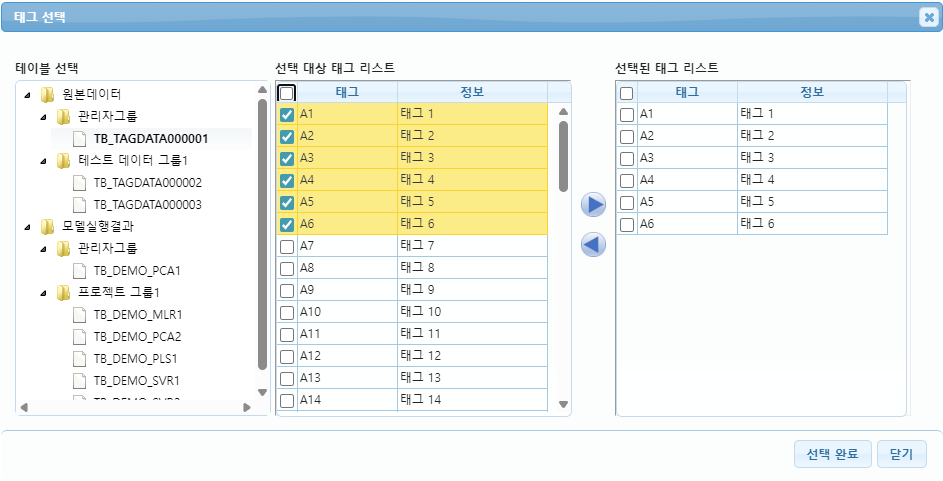 태그 선택
테이블 선택
원본데이터
관리자그룹
TB_TAGDATA000001
테스트 데이터 그룹1
TB_TAGDATA000002
TB_TAGDATA000003
모델실행결과
관리자그룹
TB_DEMO_PCA1
프로젝트 그룹1
TB_DEMO_MLR1
TB_DEMO_PCA2
TB_DEMO_PLS1
TB_DEMO_SVR1
선택 대상 태그 리스트
태그 정보
A1 태그 1
A2 태그 2
A3 태그 3
A4 태그 4
A5 태그 5
A6 태그 6
A7 태그 7
A8 태그 8
A9 태그 9
A10 태그 10
A11 태그 11
A12 태그 12
A13 태그 13
A14 태그 14
선택된 태그 리스트
태그 정보
A1 태그 1
A2 태그 2
A3 태그 3
A4 태그 4
A5 태그 5
A6 태그 6
선택 완료 닫기